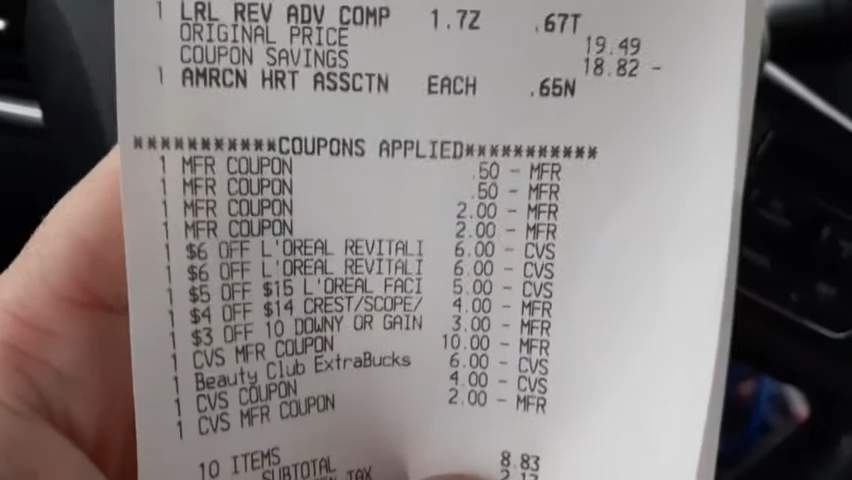 1 LRL REV ADV COMP 1.7Z .67T
ORIGINAL PRICE 19.49
COUPON SAVINGS 18.82 -
1 AMRCN HRT ASSCTN EACH .65N
***********COUPONS APPLIED***********
1 MFR COUPON .50 - MFR
1 MFR COUPON .50 - MFR
1 MFR COUPON 2.00 - MFR
1 MFR COUPON 2.00 - MFR
1 $6 OFF L'OREAL REVITALI 6.00 - CVS
1 $6 OFF L'OREAL REVITALI 6.00 - CVS
1 $5 OFF $15 L'OREAL FACI 5.00 - CVS
1 $4 OFF $14 CREST/SCOPE/ 4.00 - MFR
1 $3 OFF 10 DOWNY OR GAIN 3.00 - MFR
1 CVS MFR COUPON 10.00 - MFR
1 Beauty Club ExtraBucks 6.00 - CVS
1 CVS COUPON 4.00 - CVS
1 CVS MFR COUPON 2.00 - MFR
10 ITEMS
SUBTOTAL 8.83
TAX